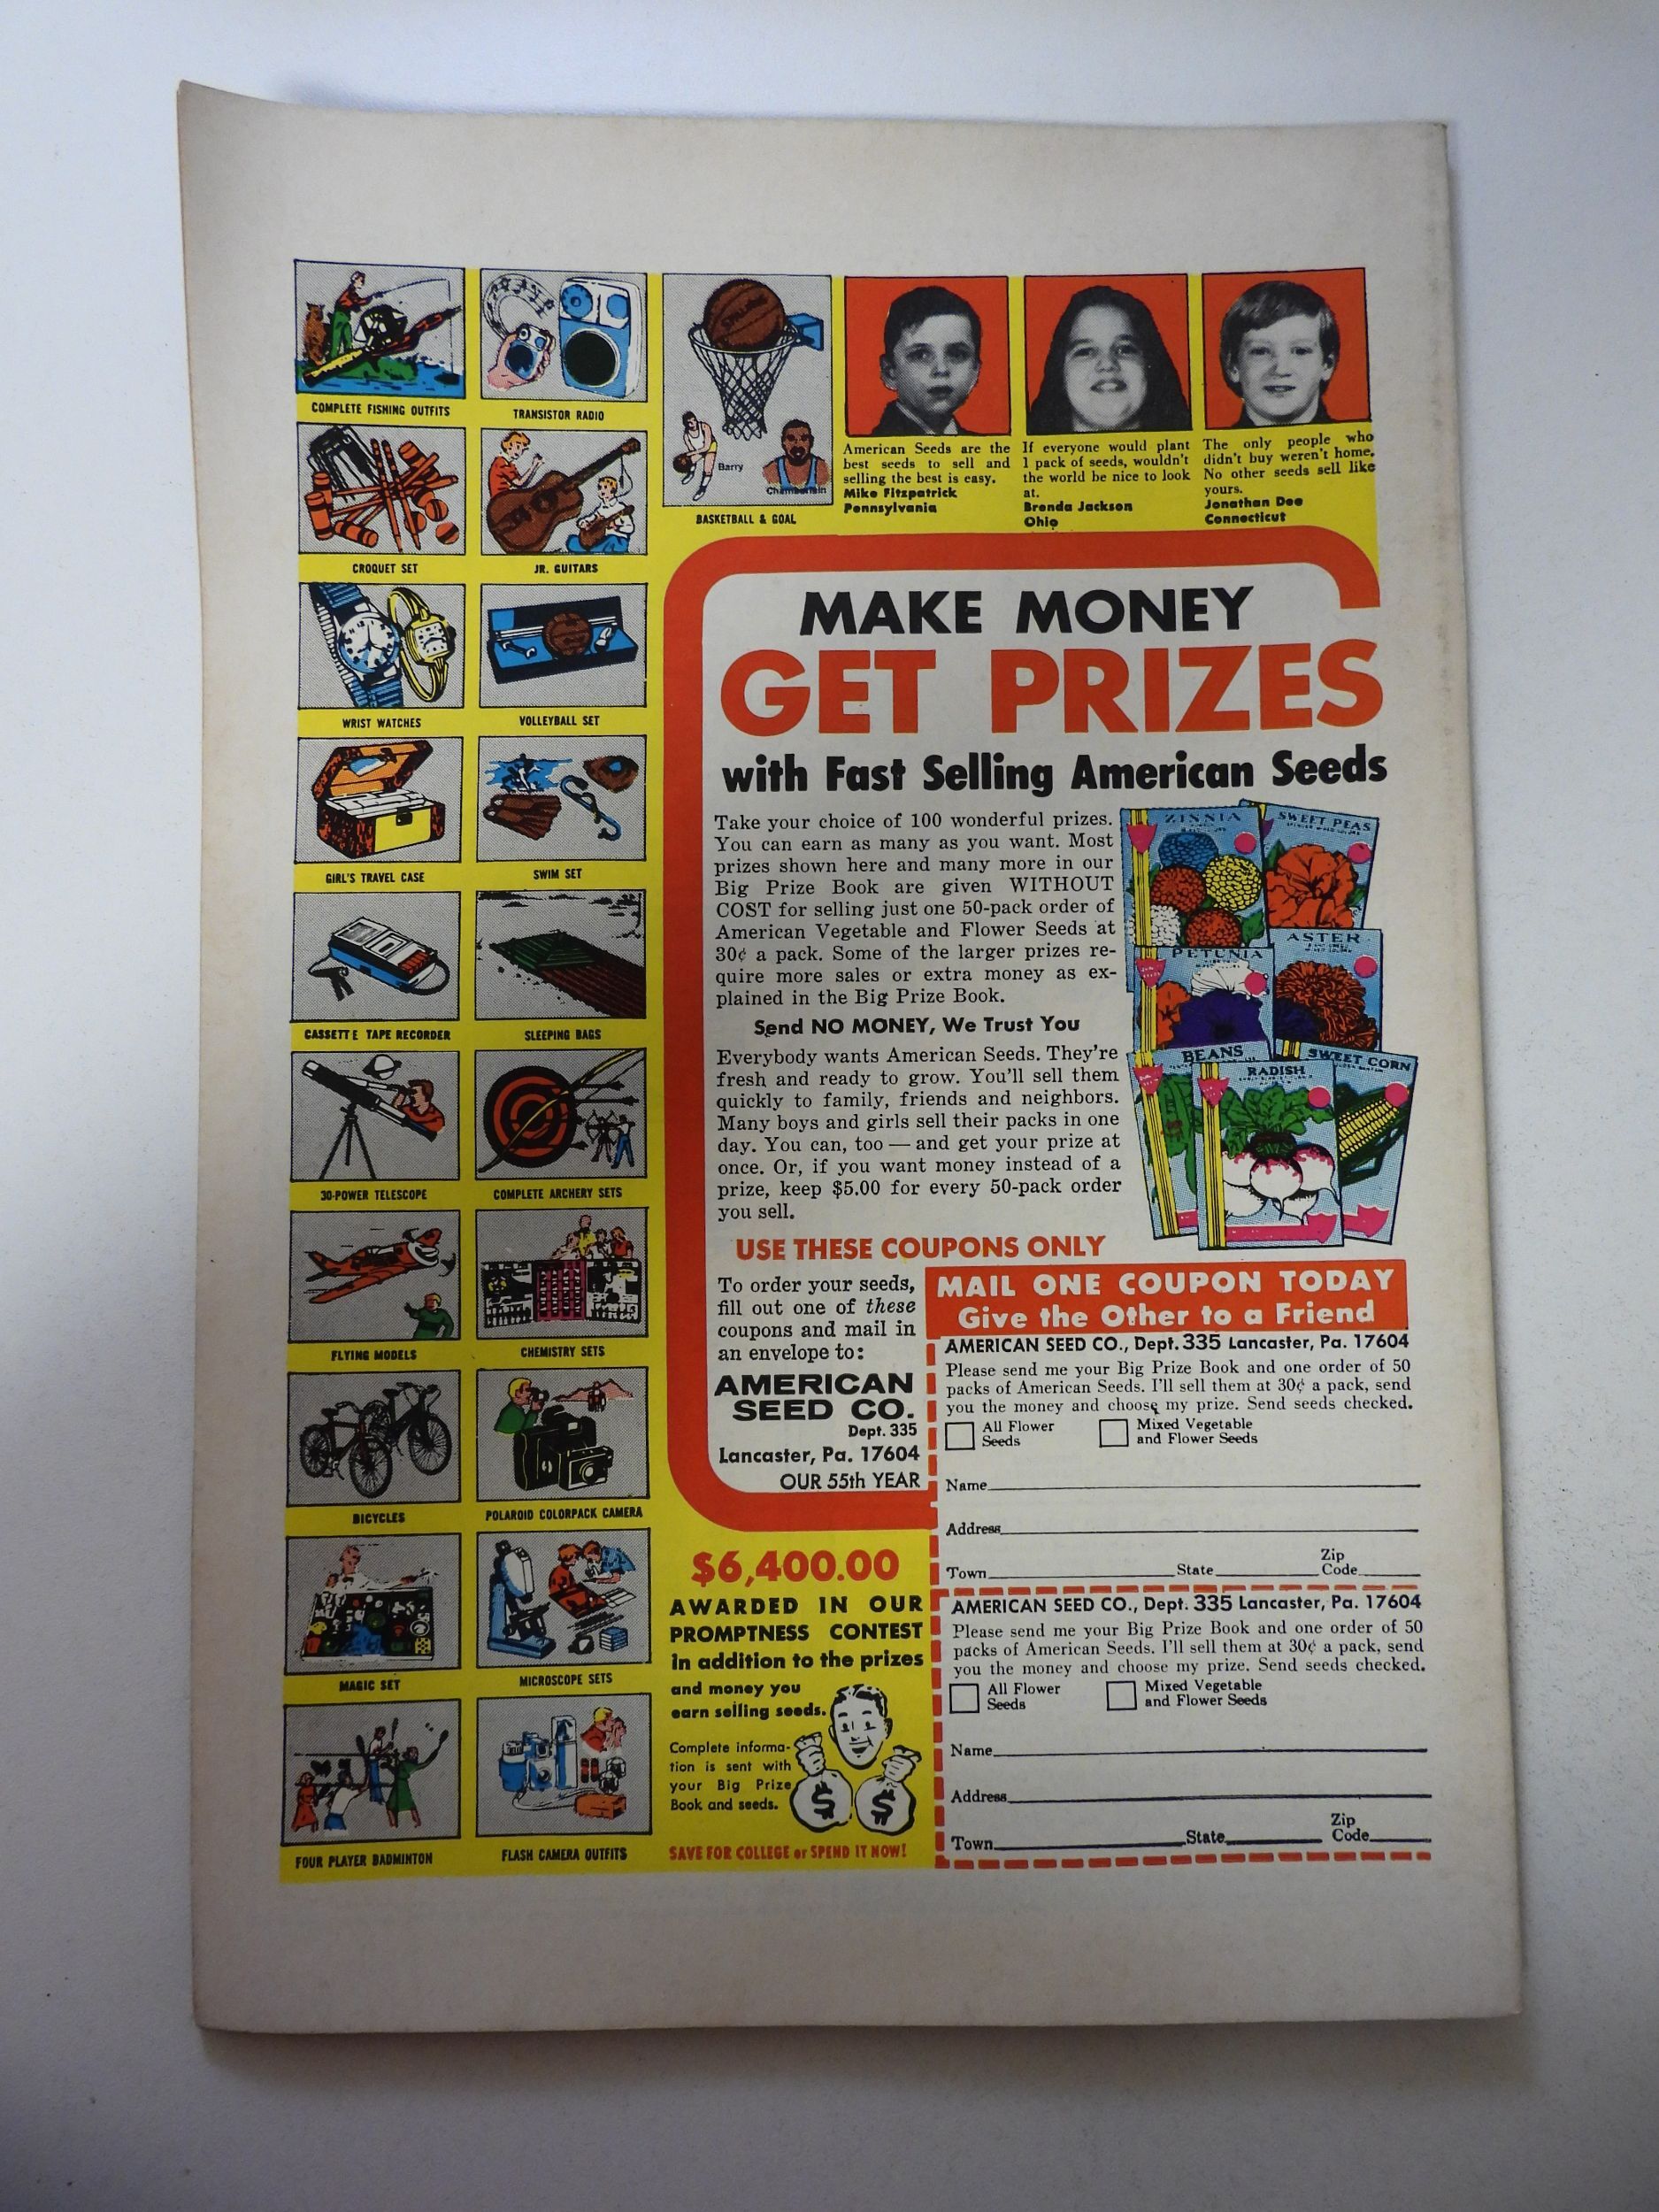 COMPLETE FISHING OUTFITS
TRANSISTOR RADIO
SPALDING
Barry
Chamberlain
BASKETBALL & GOAL
CROQUET SET
JR. GUITARS
WRIST WATCHES
VOLLEYBALL SET
GIRL'S TRAVEL CASE
SWIM SET
CASSETTE TAPE RECORDER
SLEEPING BAGS
30-POWER TELESCOPE
COMPLETE ARCHERY SETS
FLYING MODELS
CHEMISTRY SETS
BICYCLES
POLAROID COLORPACK CAMERA
MAGIC SET
MICROSCOPE SETS
FOUR PLAYER BADMINTON
FLASH CAMERA OUTFITS
American Seeds are the
best seeds to sell and
selling the best is easy.
Mike Fitzpatrick
Pennsylvania
If everyone would plant
1 pack of seeds, wouldn't
the world be nice to look
at.
Brenda Jackson
Ohio
The only people who
didn't buy weren't home.
No other seeds sell like
yours.
Jonathan Dee
Connecticut
MAKE MONEY
GET PRIZES
with Fast Selling American Seeds
Take your choice of 100 wonderful prizes.
You can earn as many as you want. Most
prizes shown here and many more in our
Big Prize Book are given WITHOUT
COST for selling just one 50-pack order of
American Vegetable and Flower Seeds at
30¢ a pack. Some of the larger prizes re-
quire more sales or extra money as ex-
plained in the Big Prize Book.
Send NO MONEY, We Trust You
Everybody wants American Seeds. They're
fresh and ready to grow. You'll sell them
quickly to family, friends and neighbors.
Many boys and girls sell their packs in one
day. You can, too — and get your prize at
once. Or, if you want money instead of a
prize, keep $5.00 for every 50-pack order
you sell.
ZINNIA
SWEET PEAS
PETUNIA
ASTER
BEANS
RADISH
SWEET CORN
USE THESE COUPONS ONLY
To order your seeds,
fill out one of these
coupons and mail in
an envelope to:
AMERICAN
SEED CO.
Dept. 335
Lancaster, Pa. 17604
OUR 55th YEAR
MAIL ONE COUPON TODAY
Give the Other to a Friend
AMERICAN SEED CO., Dept. 335 Lancaster, Pa. 17604
Please send me your Big Prize Book and one order of 50
packs of American Seeds. I'll sell them at 30¢ a pack, send
you the money and choose my prize. Send seeds checked.
All Flower
Seeds
Mixed Vegetable
and Flower Seeds
Name
Address
Town State Zip
Code
AMERICAN SEED CO., Dept. 335 Lancaster, Pa. 17604
Please send me your Big Prize Book and one order of 50
packs of American Seeds. I'll sell them at 30¢ a pack, send
you the money and choose my prize. Send seeds checked.
All Flower
Seeds
Mixed Vegetable
and Flower Seeds
Name
Address
Town State Zip
Code
$6,400.00
AWARDED IN OUR
PROMPTNESS CONTEST
in addition to the prizes
and money you
earn selling seeds.
Complete informa-
tion is sent with
your Big Prize
Book and seeds.
$ $
SAVE FOR COLLEGE or SPEND IT NOW!